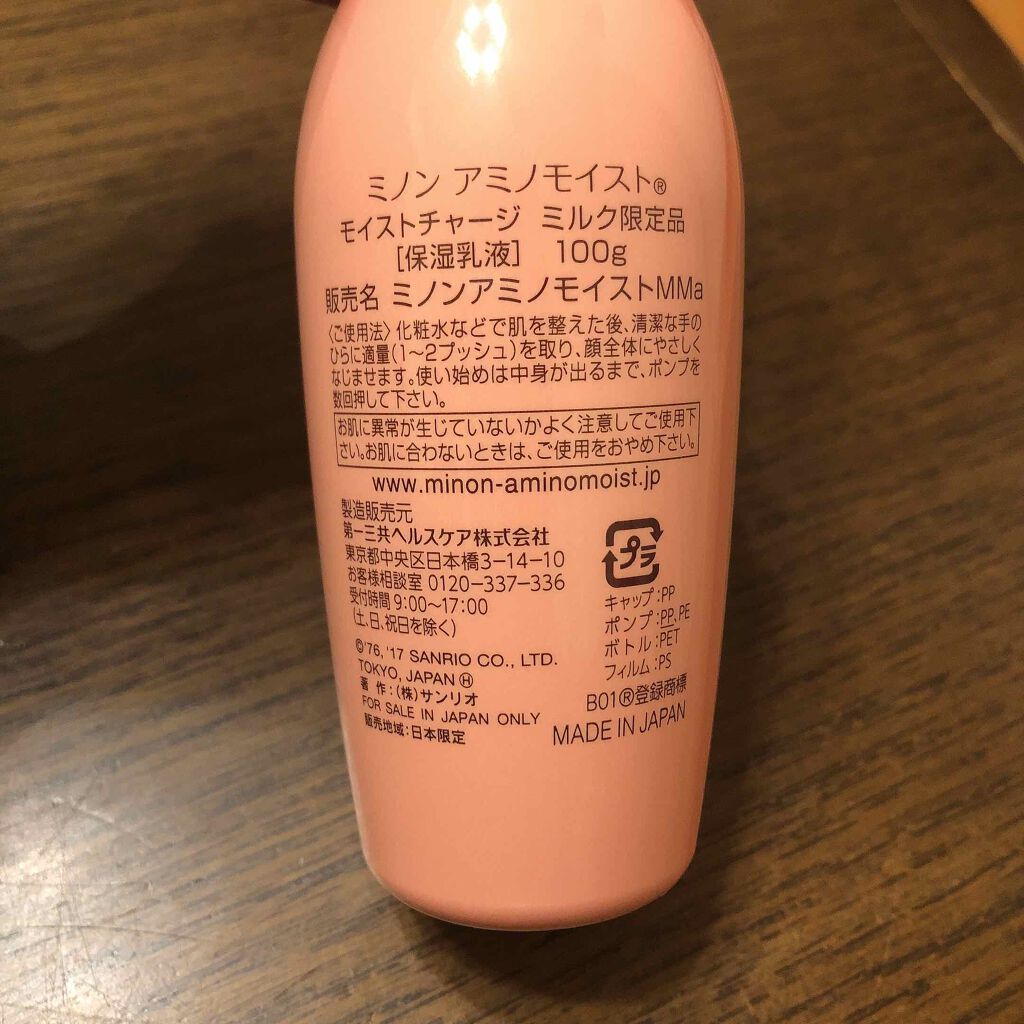 ミノン アミノモイスト®
モイストチャージ ミルク限定品
[保湿乳液] 100g
販売名 ミノンアミノモイストMMa
〈ご使用法〉化粧水などで肌を整えた後、清潔な手の
ひらに適量(1〜2プッシュ)を取り、顔全体にやさしく
なじませます。使い始めは中身が出るまで、ポンプを
数回押して下さい。
お肌に異常が生じていないかよく注意してご使用下
さい。お肌に合わないときは、ご使用をおやめ下さい。
www.minon-aminomoist.jp
製造販売元
第一三共ヘルスケア株式会社
東京都中央区日本橋3-14-10
お客様相談室 0120-337-336
受付時間 9:00〜17:00
(土、日、祝日を除く)
©'76, '17 SANRIO CO., LTD.
TOKYO, JAPAN Ⓗ
著作:(株)サンリオ
FOR SALE IN JAPAN ONLY
販売地域:日本限定
プラ
キャップ:PP
ポンプ:PP、PE
ボトル:PET
フィルム:PS
B01®登録商標
MADE IN JAPAN